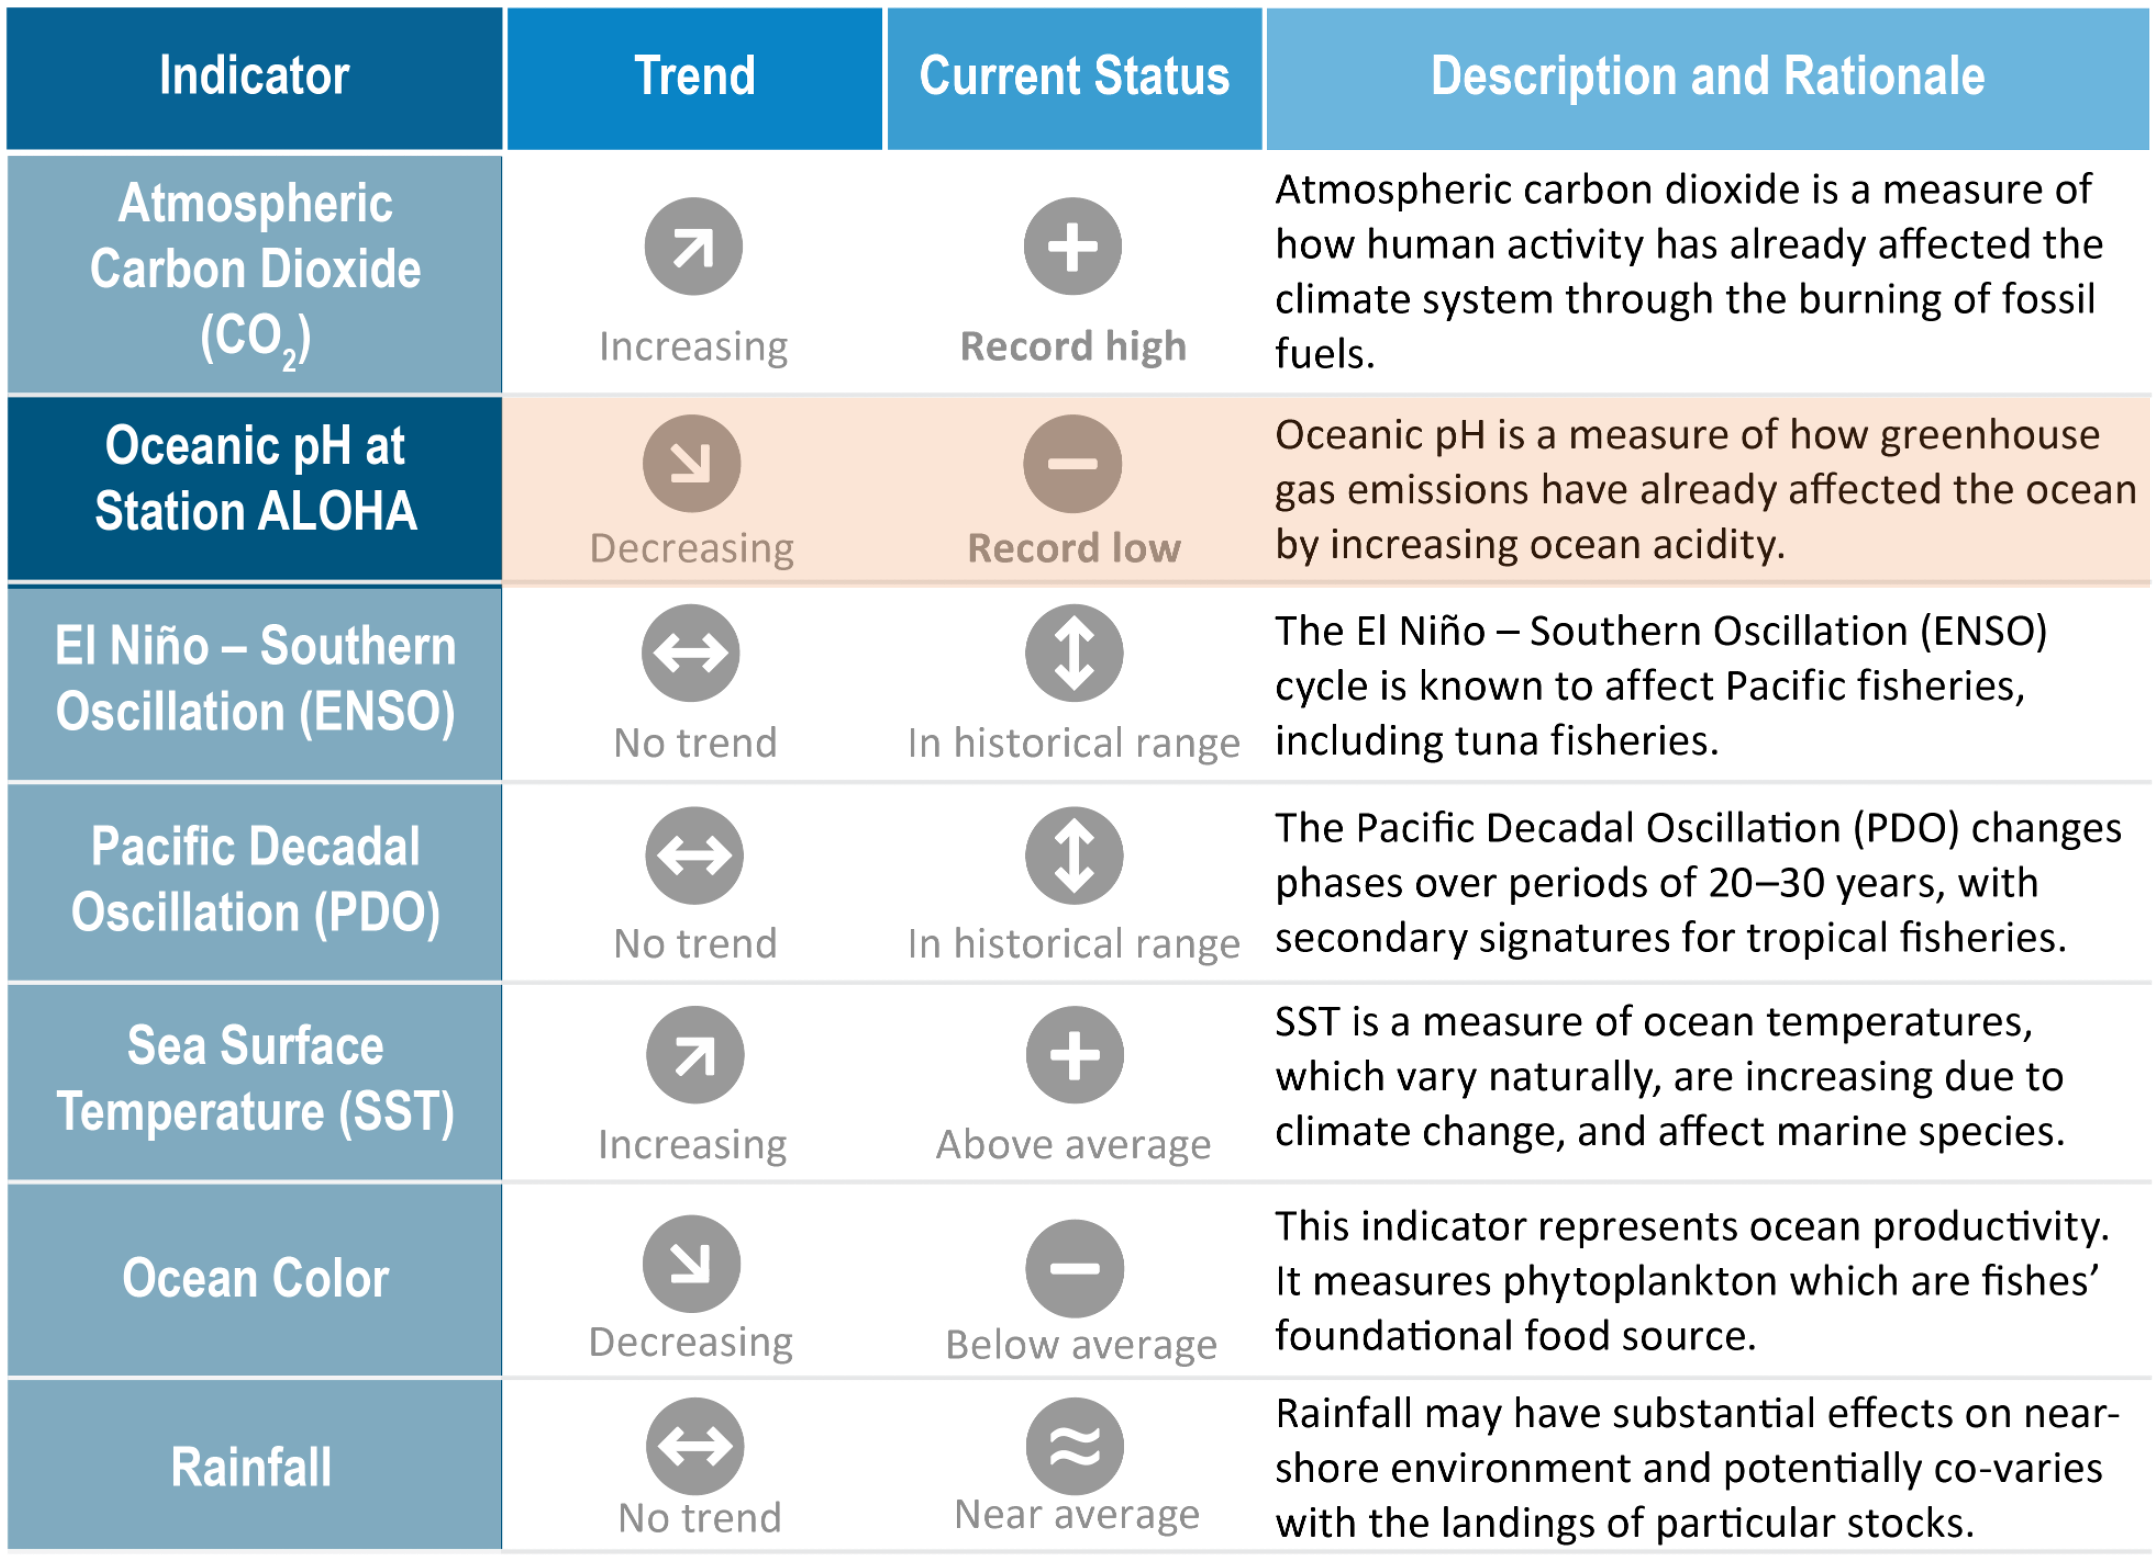 Indicator
Trend
Current Status
Description and Rationale
Atmospheric
Carbon Dioxide
(CO₂)
Increasing
Record high
Atmospheric carbon dioxide is a measure of
how human activity has already affected the
climate system through the burning of fossil
fuels.
Oceanic pH at
Station ALOHA
Decreasing
Record low
Oceanic pH is a measure of how greenhouse
gas emissions have already affected the ocean
by increasing ocean acidity.
El Niño – Southern
Oscillation (ENSO)
No trend
In historical range
The El Niño – Southern Oscillation (ENSO)
cycle is known to affect Pacific fisheries,
including tuna fisheries.
Pacific Decadal
Oscillation (PDO)
No trend
In historical range
The Pacific Decadal Oscillation (PDO) changes
phases over periods of 20–30 years, with
secondary signatures for tropical fisheries.
Sea Surface
Temperature (SST)
Increasing
Above average
SST is a measure of ocean temperatures,
which vary naturally, are increasing due to
climate change, and affect marine species.
Ocean Color
Decreasing
Below average
This indicator represents ocean productivity.
It measures phytoplankton which are fishes’
foundational food source.
Rainfall
No trend
Near average
Rainfall may have substantial effects on near-
shore environment and potentially co-varies
with the landings of particular stocks.